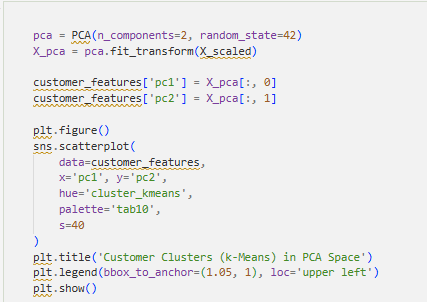 pca = PCA(n_components=2, random_state=42)
X_pca = pca.fit_transform(X_scaled)
customer_features['pc1'] = X_pca[:, 0]
customer_features['pc2'] = X_pca[:, 1]
plt.figure()
sns.scatterplot(
    data=customer_features,
    x='pc1', y='pc2',
    hue='cluster_kmeans',
    palette='tab10',
    s=40
)
plt.title('Customer Clusters (k-Means) in PCA Space')
plt.legend(bbox_to_anchor=(1.05, 1), loc='upper left')
plt.show()